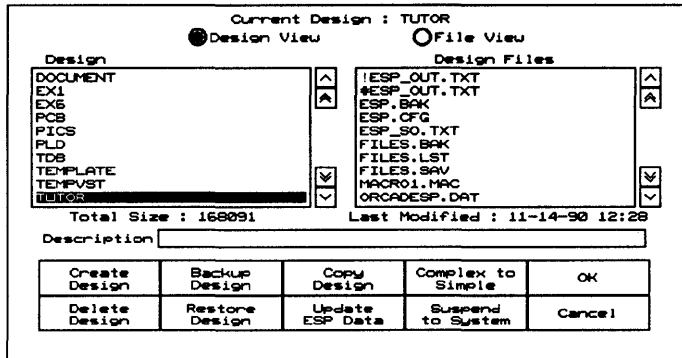 Current Design : TUTOR
Design View File View
Design Design Files
DOCUMENT
EX1
EX6
PCB
PICS
PLD
TDB
TEMPLATE
TEMPVST
TUTOR
!ESP_OUT.TXT
#ESP_OUT.TXT
ESP.BAK
ESP.CFG
ESP_SO.TXT
FILES.BAK
FILES.LST
FILES.SAV
MACRO1.MAC
ORCADESP.DAT
Total Size : 168091 Last Modified : 11-14-90 12:28
Description
Create Design
Backup Design
Copy Design
Complex to Simple
OK
Delete Design
Restore Design
Update ESP Data
Suspend to System
Cancel